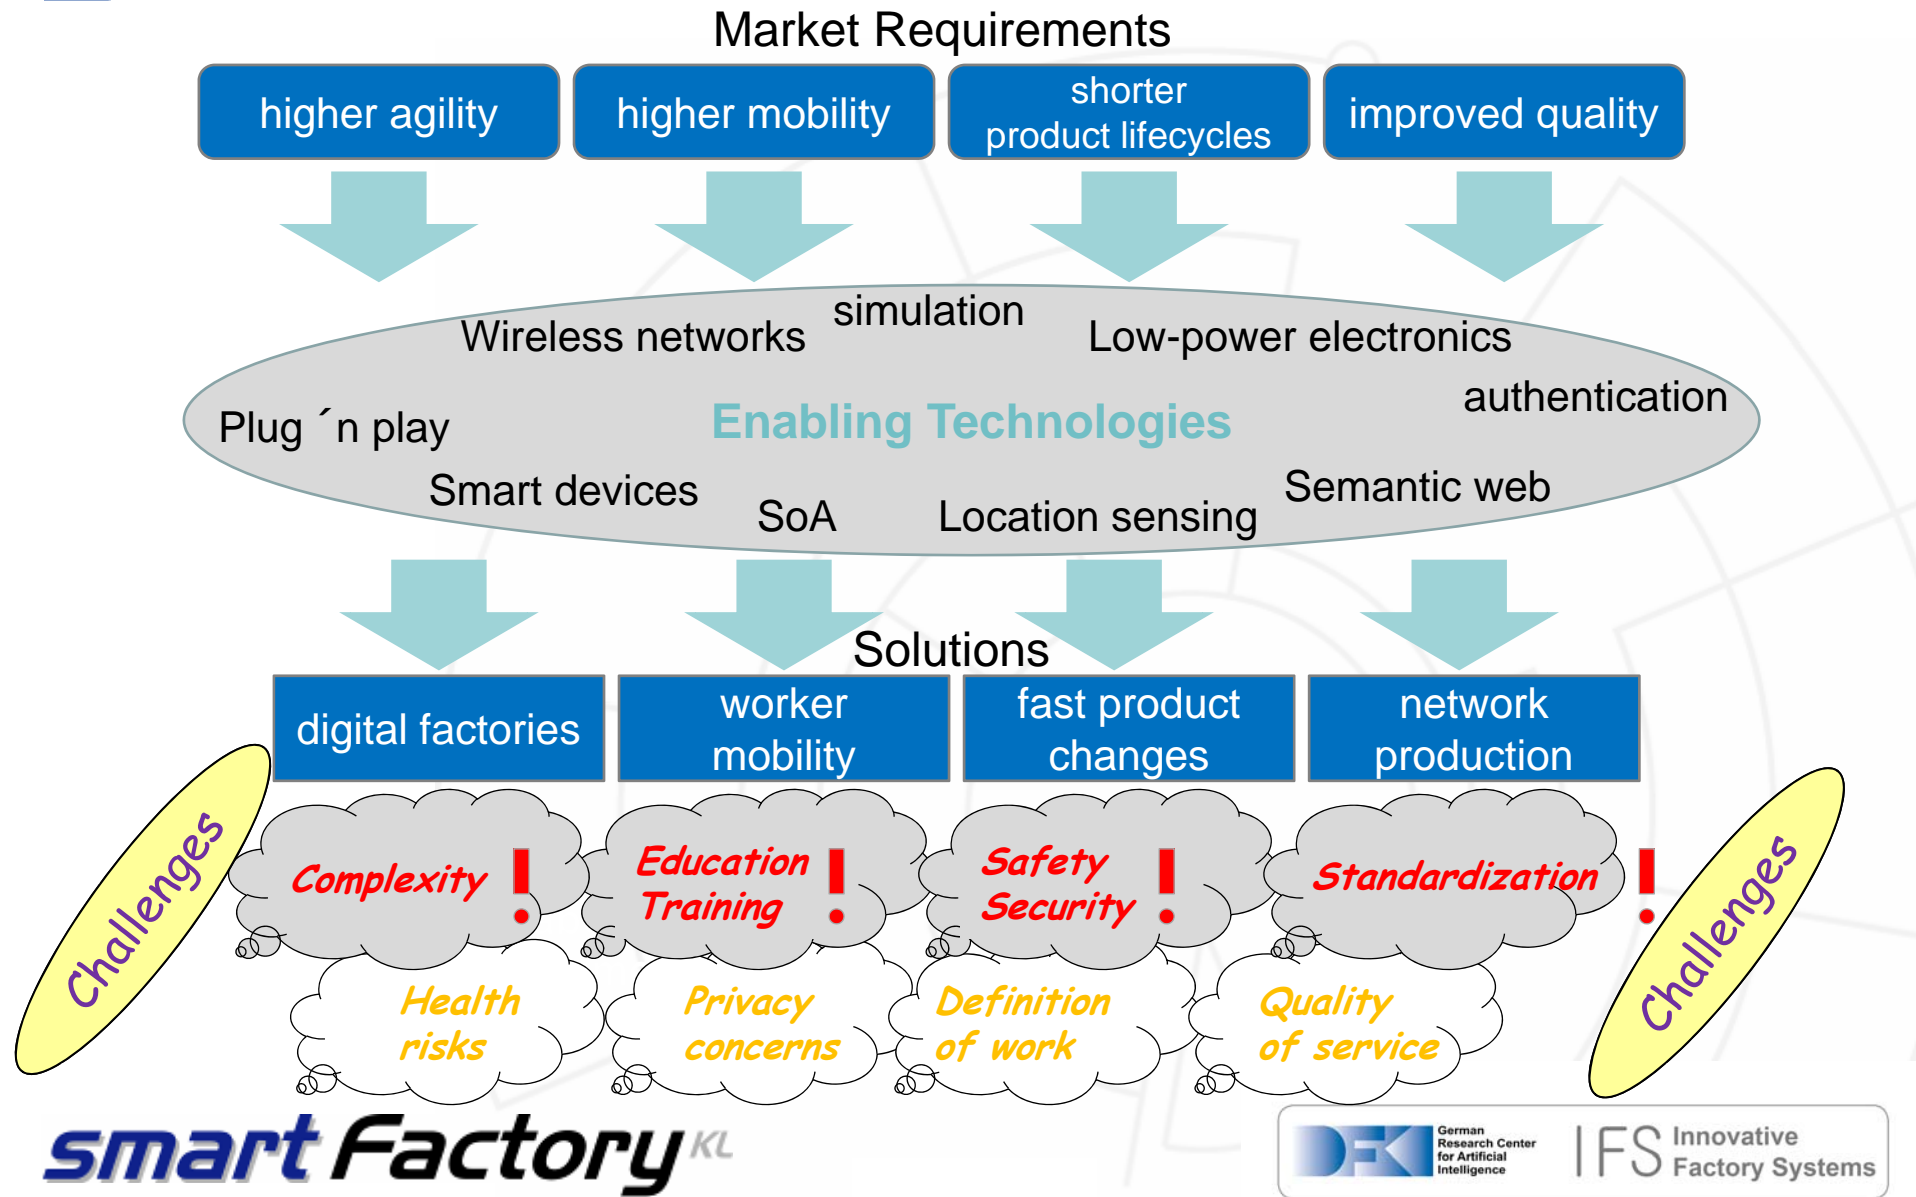 Market Requirements
higher agility
higher mobility
shorter
product lifecycles
improved quality
simulation
Wireless networks
Low-power electronics
authentication
Plug ´n play
Enabling Technologies
Smart devices
SoA
Location sensing
Semantic web
Solutions
digital factories
worker
mobility
fast product
changes
network
production
Challenges
Complexity !
Education
Training !
Safety
Security !
Standardization !
Challenges
Health
risks
Privacy
concerns
Definition
of work
Quality
of service
smart Factory KL
DFKI
German
Research Center
for Artificial
Intelligence
IFS
Innovative
Factory Systems